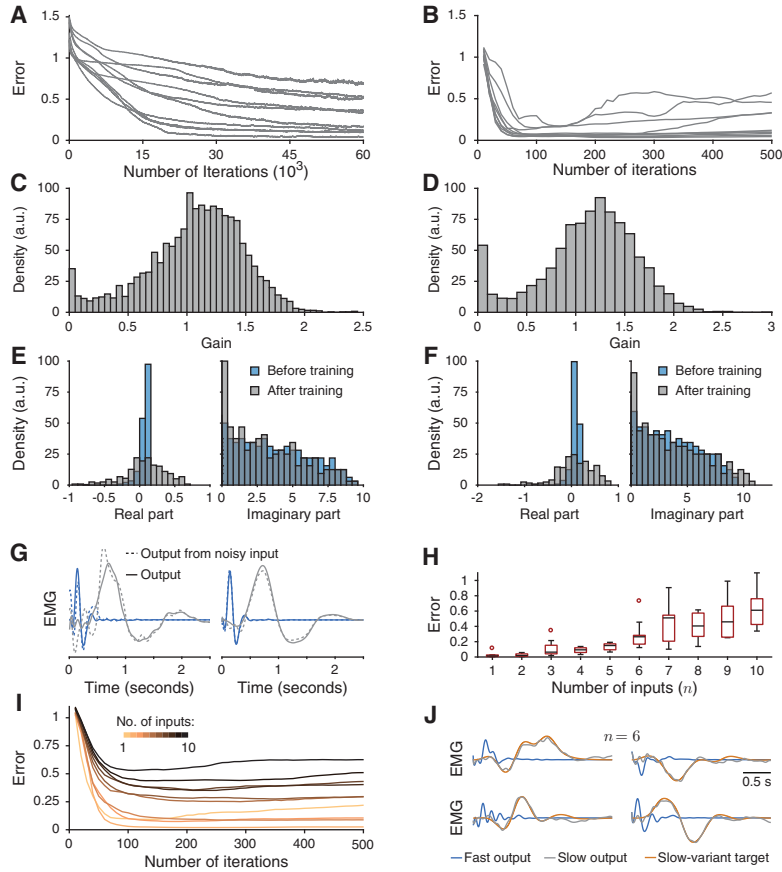 A
1.5
1
0.5
0
Error
0 15 30 45 60
Number of Iterations (10³)
B
1.5
1
0.5
0
Error
100 200 300 400 500
Number of iterations
C
100
75
50
25
0
Density (a.u.)
0 0.5 1 1.5 2 2.5
Gain
D
100
75
50
25
0
Density (a.u.)
0 0.5 1 1.5 2 2.5 3
Gain
E
100
75
50
25
0
Density (a.u.)
Before training
After training
-1 -0.5 0 0.5 1
Real part
0 2.5 5 7.5 10
Imaginary part
F
100
75
50
25
0
Density (a.u.)
Before training
After training
-2 -1 0 1
Real part
0 5 10
Imaginary part
G
Output from noisy input
Output
EMG
0 1 2
Time (seconds)
0 1 2
Time (seconds)
H
1
0.8
0.6
0.4
0.2
0
Error
1 2 3 4 5 6 7 8 9 10
Number of inputs (n)
I
No. of inputs:
1 10
1
0.75
0.5
0.25
0
Error
0 100 200 300 400 500
Number of iterations
J
n = 6
EMG
0.5 s
EMG
Fast output Slow output Slow-variant target